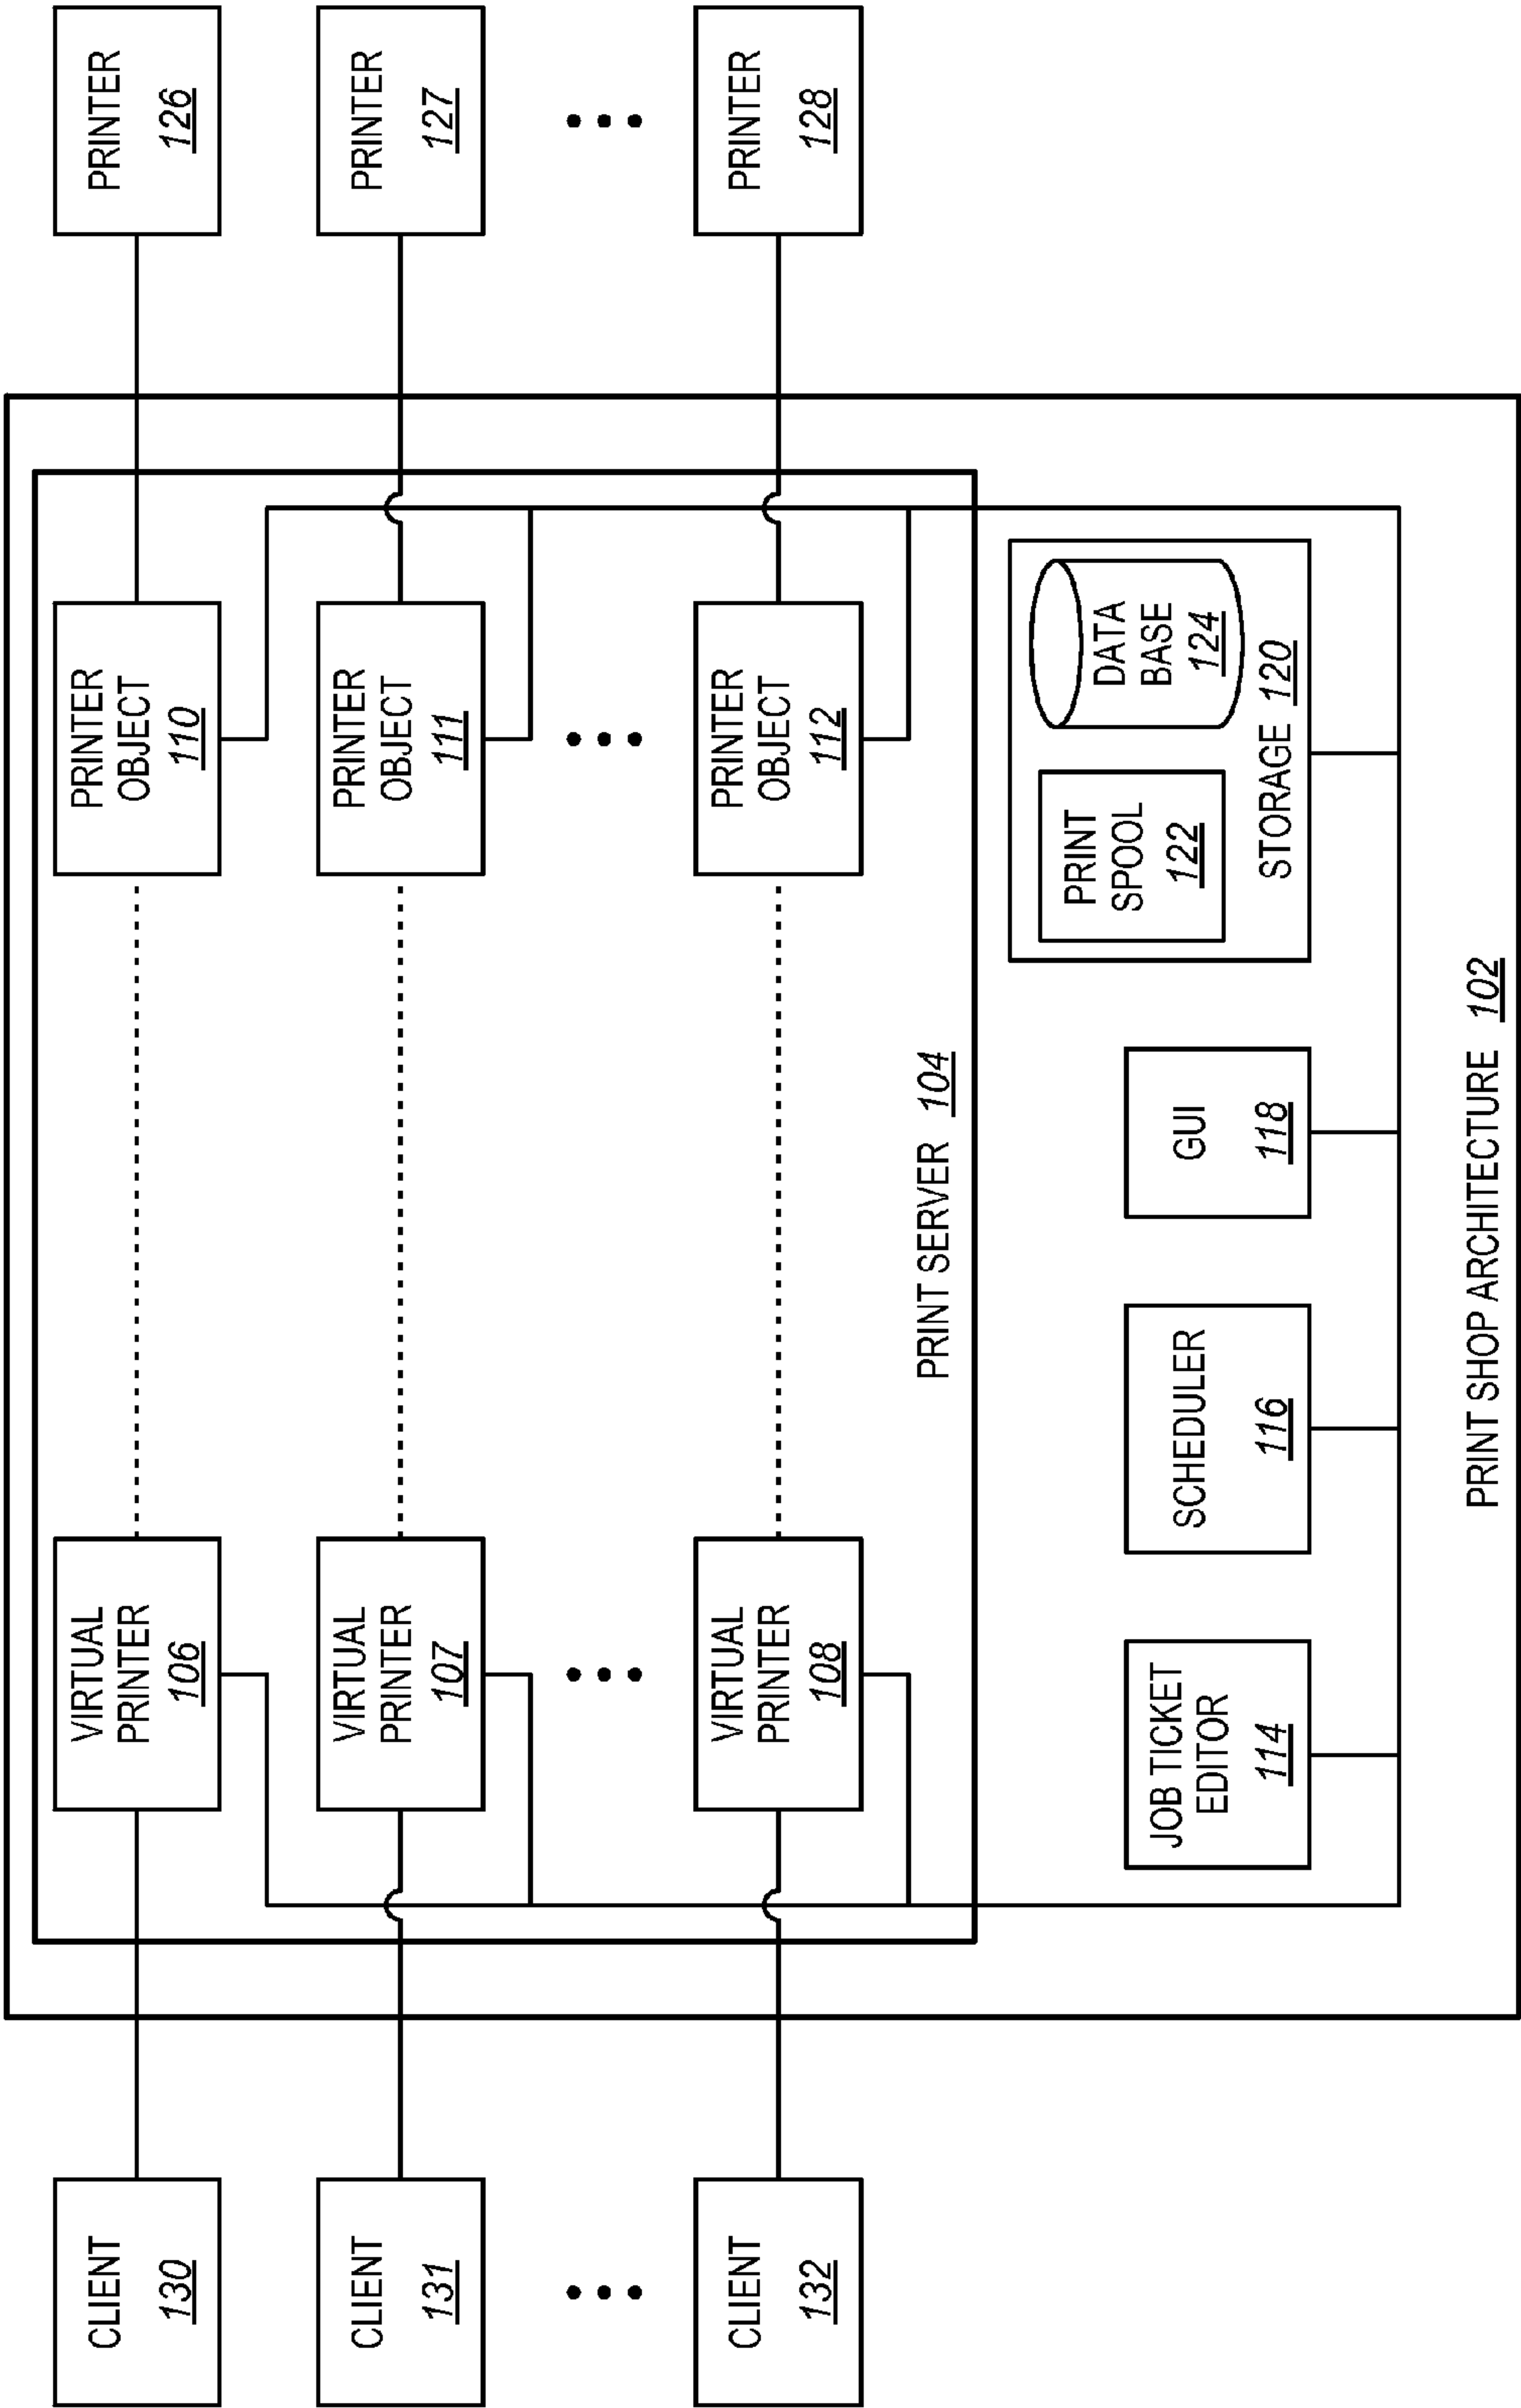 CLIENT
130
VIRTUAL
PRINTER
106
PRINTER
OBJECT
110
PRINTER
126
CLIENT
131
VIRTUAL
PRINTER
107
PRINTER
OBJECT
111
PRINTER
127
CLIENT
132
VIRTUAL
PRINTER
108
PRINTER
OBJECT
112
PRINTER
128
PRINT SERVER 104
JOB TICKET
EDITOR
114
SCHEDULER
116
GUI
118
PRINT
SPOOL
122
DATA
BASE
124
STORAGE 120
PRINT SHOP ARCHITECTURE 102